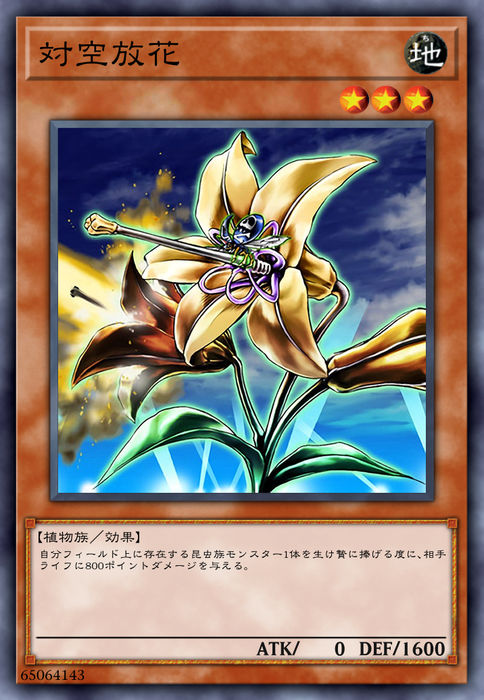 対空放花
ち
地
【植物族／効果】
自分フィールド上に存在する昆虫族モンスター1体を生け贄に捧げる度に、相手
ライフに800ポイントダメージを与える。
ATK/ 0 DEF/1600
65064143